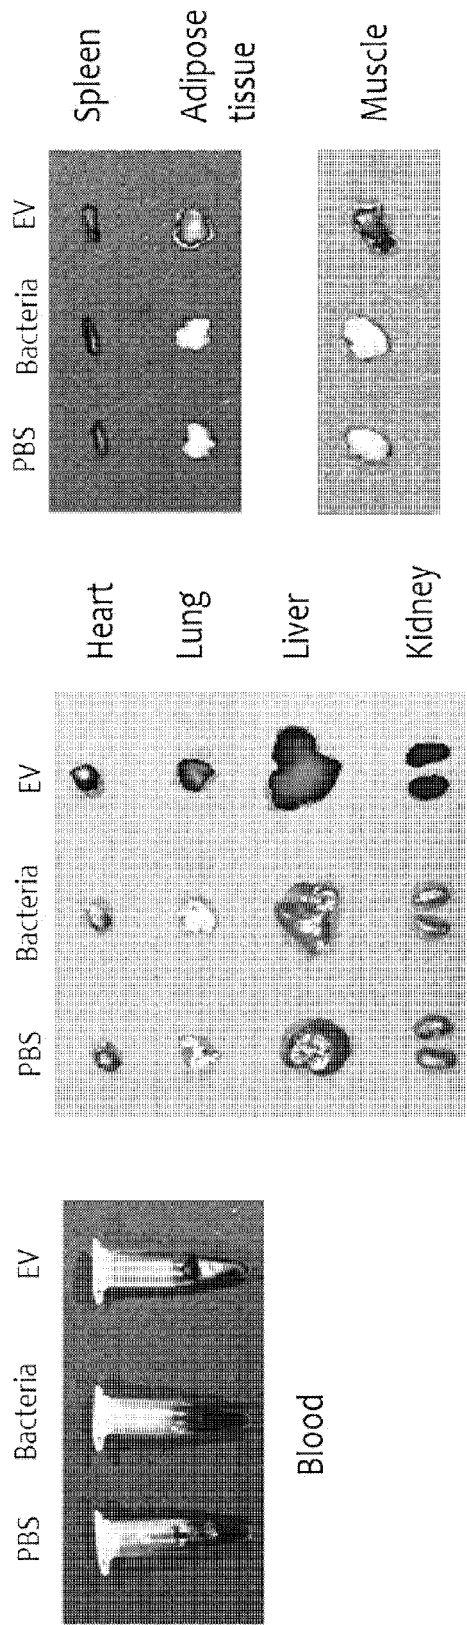 PBS Bacteria EV
Blood
PBS Bacteria EV
Heart
Lung
Liver
Kidney
PBS Bacteria EV
Spleen
Adipose
tissue
Muscle